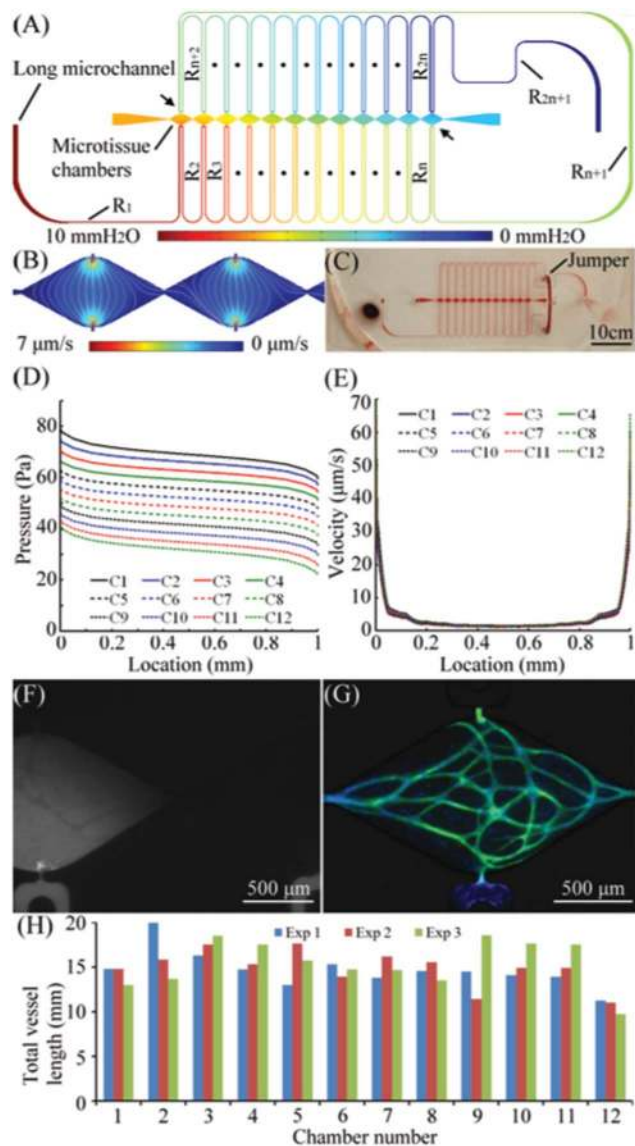 (A)
Long microchannel
Microtissue
chambers
R1
R2
R3
Rn
Rn+1
Rn+2
R2n
R2n+1
10 mmH2O
0 mmH2O
(B)
7 μm/s
0 μm/s
(C)
Jumper
10cm
(D)
Pressure (Pa)
80
60
40
20
0
0
0.2
0.4
0.6
0.8
1
Location (mm)
C1 C2 C3 C4
C5 C6 C7 C8
C9 C10 C11 C12
(E)
Velocity (μm/s)
70
60
50
40
30
20
10
0
0
0.2
0.4
0.6
0.8
1
Location (mm)
C1 C2 C3 C4
C5 C6 C7 C8
C9 C10 C11 C12
(F)
500 μm
(G)
500 μm
(H)
Total vessel
length (mm)
20
15
10
5
0
Exp 1 Exp 2 Exp 3
1 2 3 4 5 6 7 8 9 10 11 12
Chamber number